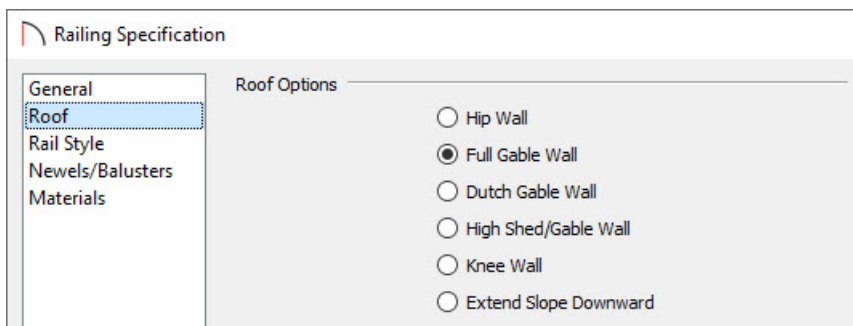 Railing Specification
General
Roof
Rail Style
Newels/Balusters
Materials
Roof Options
Hip Wall
Full Gable Wall
Dutch Gable Wall
High Shed/Gable Wall
Knee Wall
Extend Slope Downward